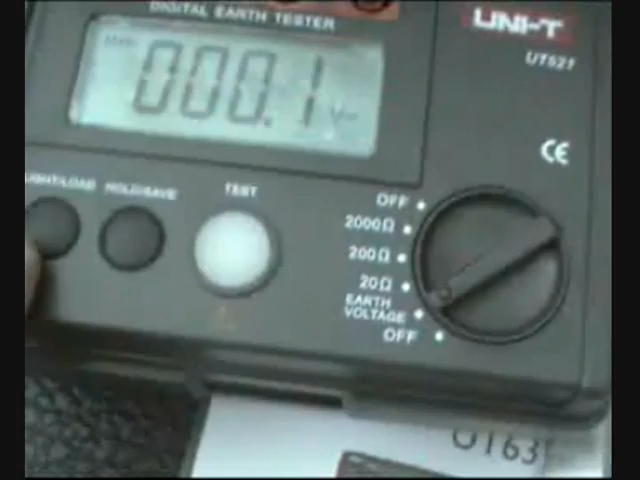 DIGITAL EARTH TESTER
UNI-T
UT521
000.1 V
CE
LIGHT/LOAD HOLD/SAVE TEST
OFF
2000Ω
200Ω
20Ω
EARTH
VOLTAGE
OFF
UT63